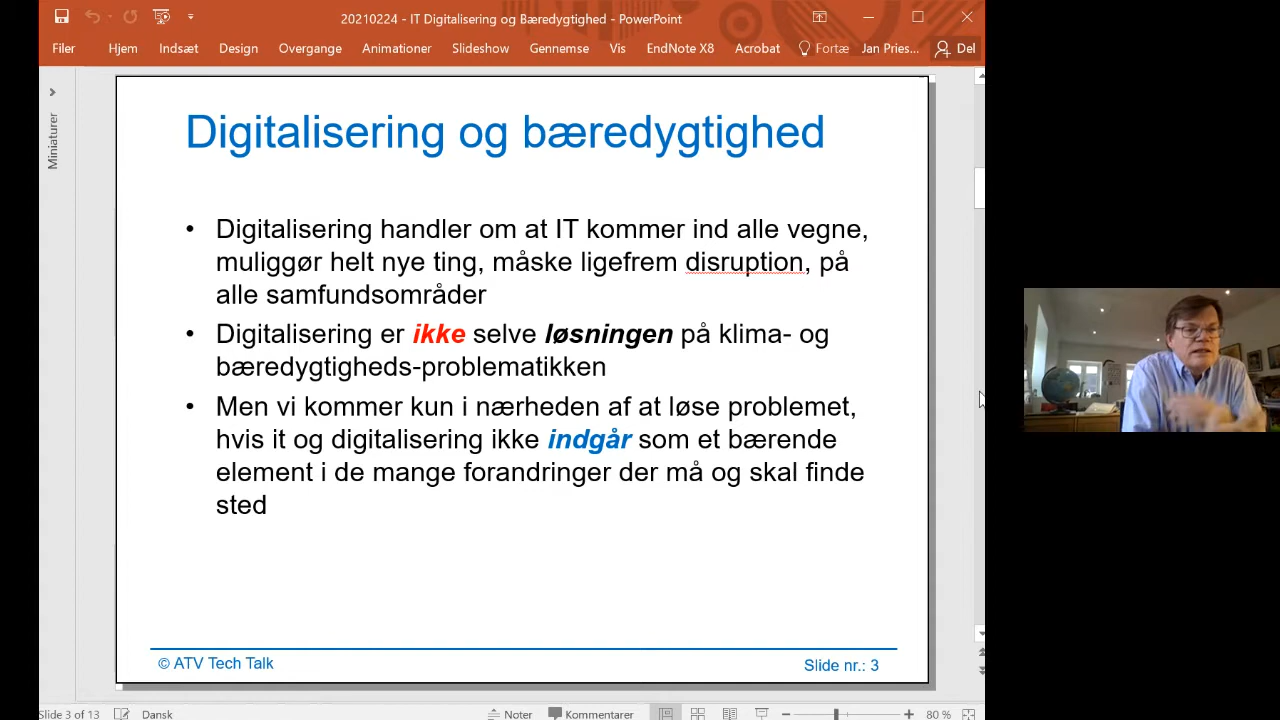 20210224 - IT Digitalisering og Bæredygtighed - PowerPoint
Filer Hjem Indsæt Design Overgange Animationer Slideshow Gennemse Vis EndNote X8 Acrobat Fortæ Jan Pries... Del
Miniaturer
Digitalisering og bæredygtighed
• Digitalisering handler om at IT kommer ind alle vegne,
muliggør helt nye ting, måske ligefrem disruption, på
alle samfundsområder
• Digitalisering er ikke selve løsningen på klima- og
bæredygtigheds-problematikken
• Men vi kommer kun i nærheden af at løse problemet,
hvis it og digitalisering ikke indgår som et bærende
element i de mange forandringer der må og skal finde
sted
© ATV Tech Talk
Slide nr.: 3
Slide 3 of 13 Dansk Noter Kommentarer 80 %